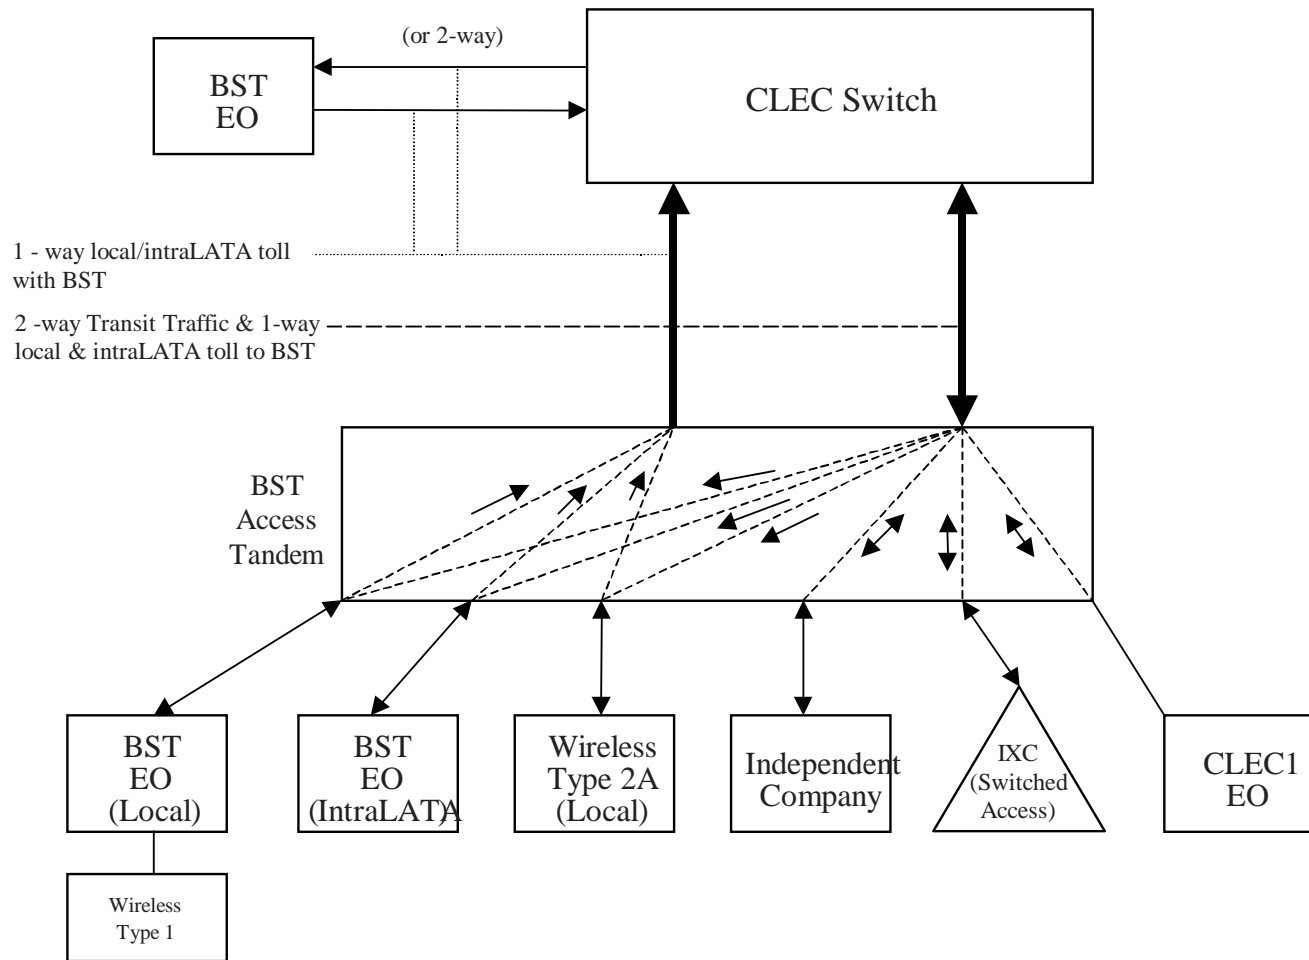 (or 2-way)
BST
EO
CLEC Switch
1 - way local/intraLATA toll
with BST
2 -way Transit Traffic & 1-way
local & intraLATA toll to BST
BST
Access
Tandem
BST
EO
(Local)
BST
EO
(IntraLATA)
Wireless
Type 2A
(Local)
Independent
Company
IXC
(Switched
Access)
CLEC1
EO
Wireless
Type 1